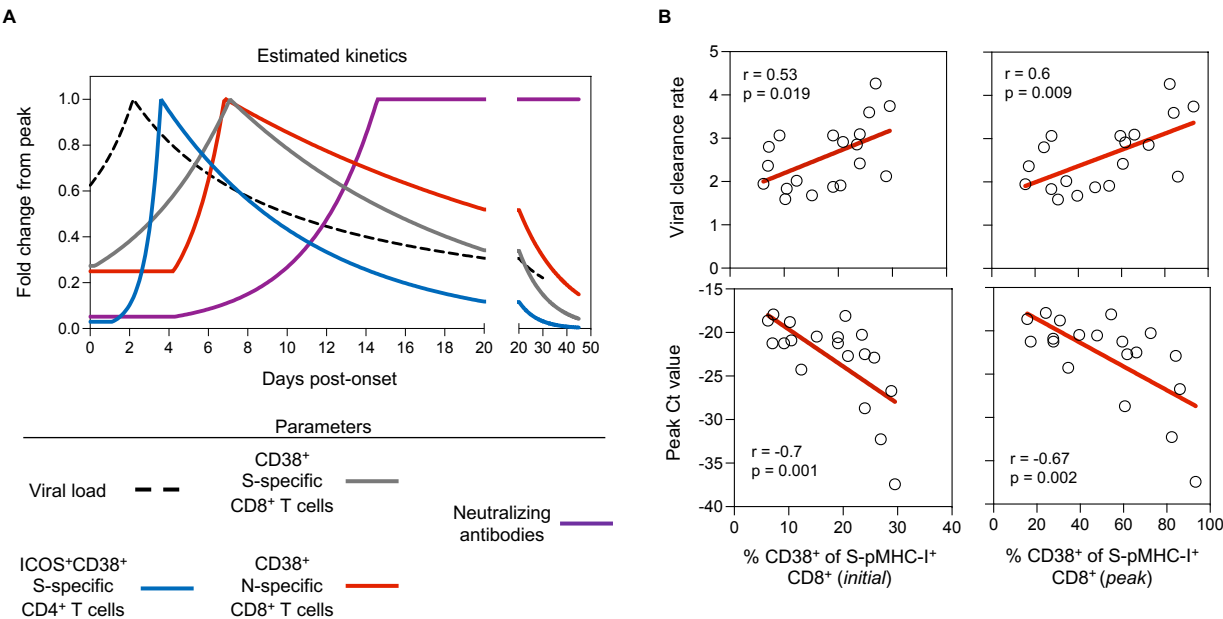 A
Estimated kinetics
Fold change from peak
1.0
0.8
0.6
0.4
0.2
0.0
0 2 4 6 8 10 12 14 16 18 20 20 30 40 50
Days post-onset
Parameters
Viral load
CD38⁺
S-specific
CD8⁺ T cells
Neutralizing
antibodies
ICOS⁺CD38⁺
S-specific
CD4⁺ T cells
CD38⁺
N-specific
CD8⁺ T cells
B
Viral clearance rate
5
4
3
2
1
0
r = 0.53
p = 0.019
r = 0.6
p = 0.009
Peak Ct value
-15
-20
-25
-30
-35
-40
r = -0.7
p = 0.001
r = -0.67
p = 0.002
0 10 20 30 40
0 20 40 60 80 100
% CD38⁺ of S-pMHC-I⁺
CD8⁺ (initial)
% CD38⁺ of S-pMHC-I⁺
CD8⁺ (peak)